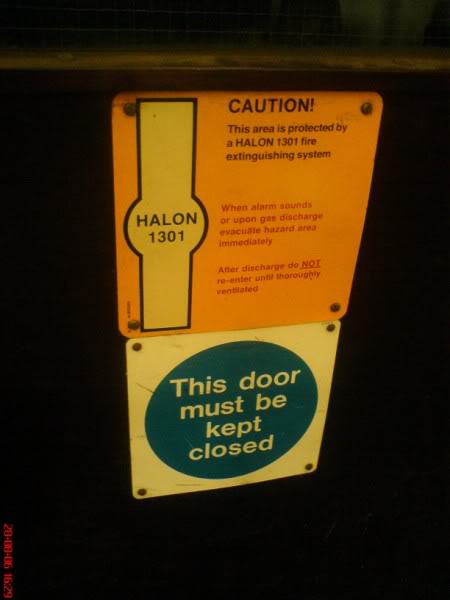 CAUTION!
This area is protected by
a HALON 1301 fire
extinguishing system
HALON
1301
When alarm sounds
or upon gas discharge
evacuate hazard area
immediately
After discharge do NOT
re-enter until thoroughly
ventilated
This door
must be
kept
closed